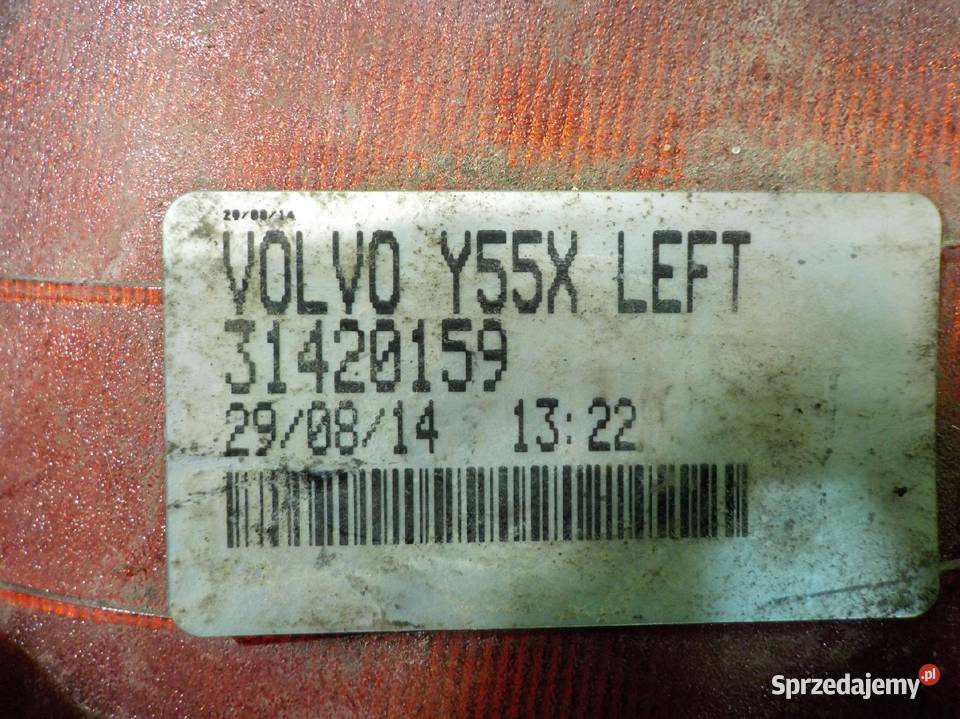 29/08/14
VOLVO Y55X LEFT
31420159
29/08/14 13:22
Sprzedajemy.pl